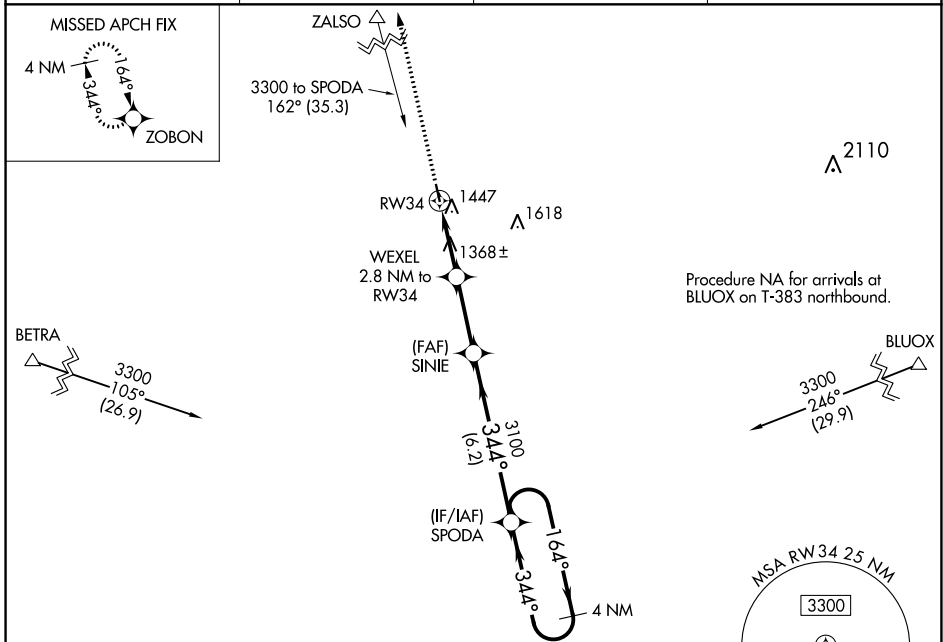 MISSED APCH FIX
4 NM
164°
344°
ZOBON
ZALSO
3300 to SPODA
162° (35.3)
2110
RW34
1447
1618
1368±
WEXEL
2.8 NM to
RW34
Procedure NA for arrivals at
BLUOX on T-383 northbound.
BETRA
3300
105°
(26.9)
(FAF)
SINIE
BLUOX
3300
246°
(29.9)
3100
344°
(6.2)
(IF/IAF)
SPODA
164°
344°
4 NM
MSA RW34 25 NM
3300